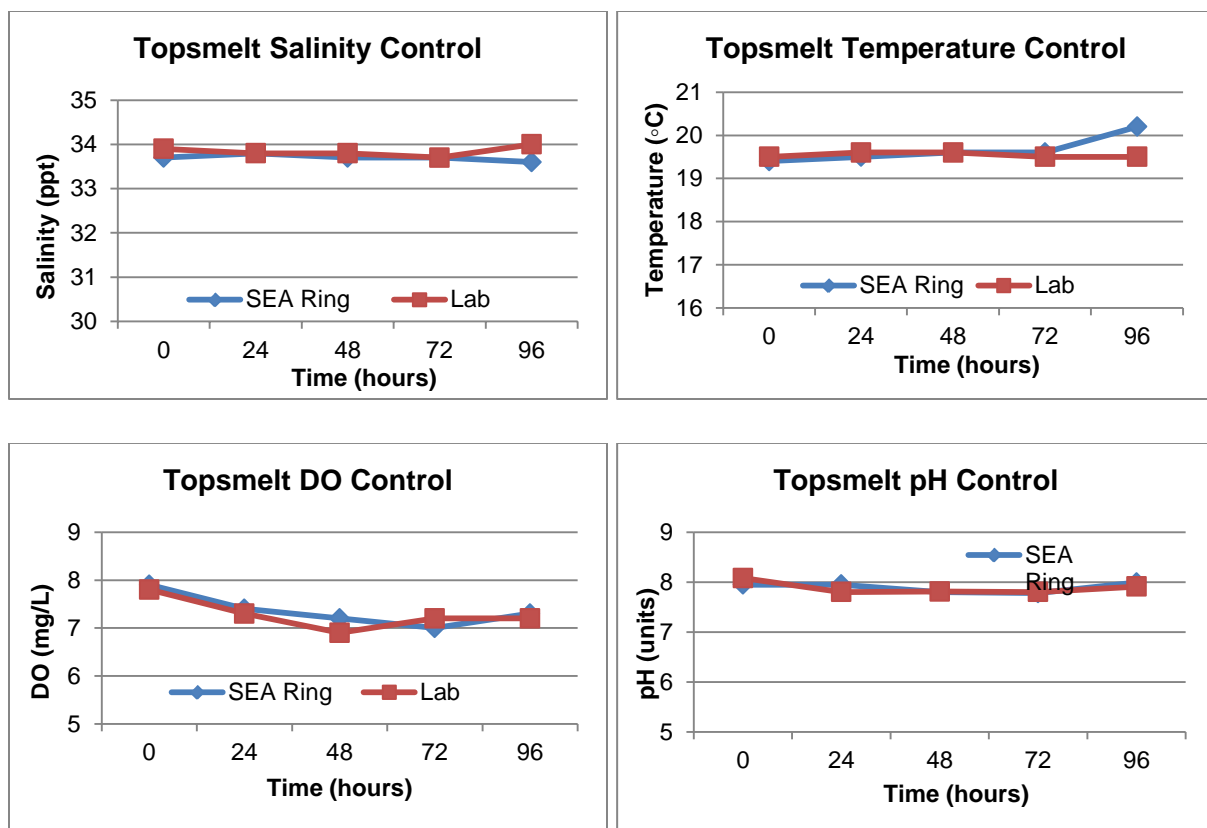 Topsmelt Salinity Control
35
34
33
32
31
30
Salinity (ppt)
SEA Ring Lab
0 24 48 72 96
Time (hours)
Topsmelt Temperature Control
21
20
19
18
17
16
Temperature (◦C)
SEA Ring Lab
0 24 48 72 96
Time (hours)
Topsmelt DO Control
9
8
7
6
5
DO (mg/L)
SEA Ring Lab
0 24 48 72 96
Time (hours)
Topsmelt pH Control
9
8
7
6
5
pH (units)
SEA
Ring
0 24 48 72 96
Time (hours)